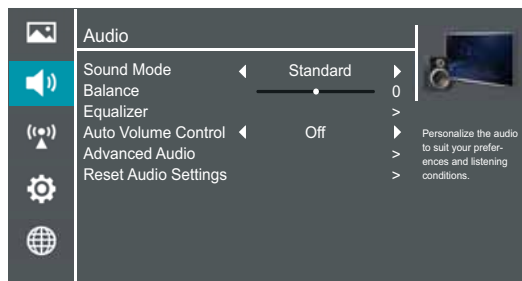 Audio
Sound Mode Standard
Balance 0
Equalizer >
Auto Volume Control Off
Advanced Audio >
Reset Audio Settings >
Personalize the audio
to suit your prefer-
ences and listening
conditions.